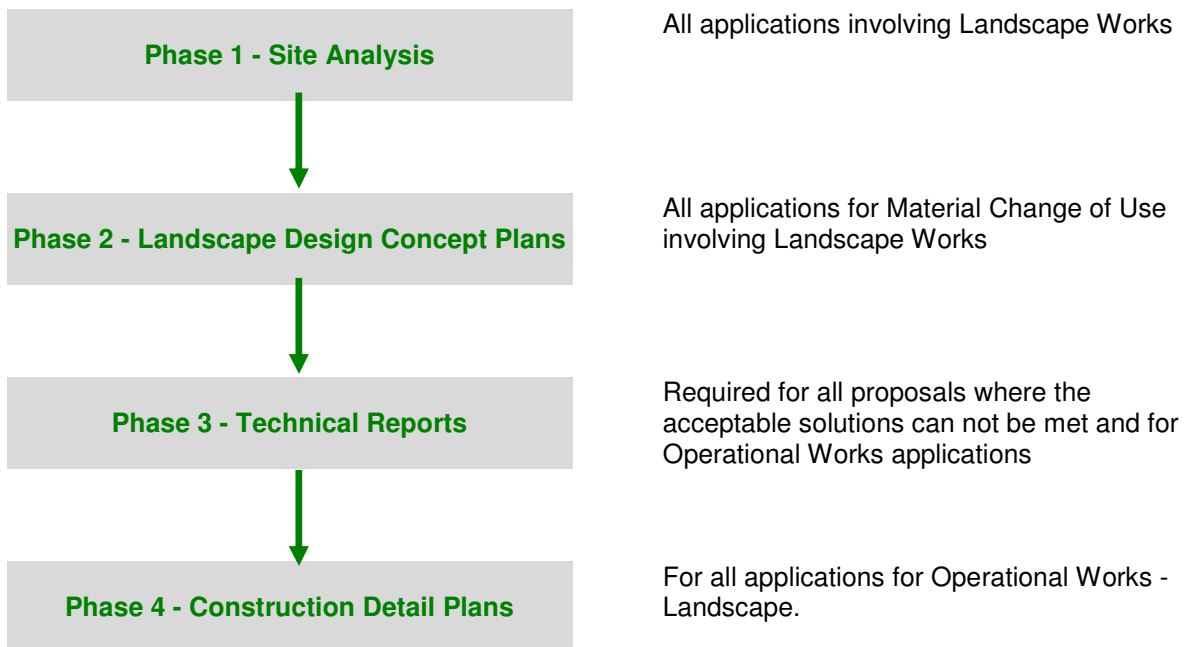 Phase 1 - Site Analysis
All applications involving Landscape Works
Phase 2 - Landscape Design Concept Plans
All applications for Material Change of Use
involving Landscape Works
Phase 3 - Technical Reports
Required for all proposals where the
acceptable solutions can not be met and for
Operational Works applications
Phase 4 - Construction Detail Plans
For all applications for Operational Works -
Landscape.